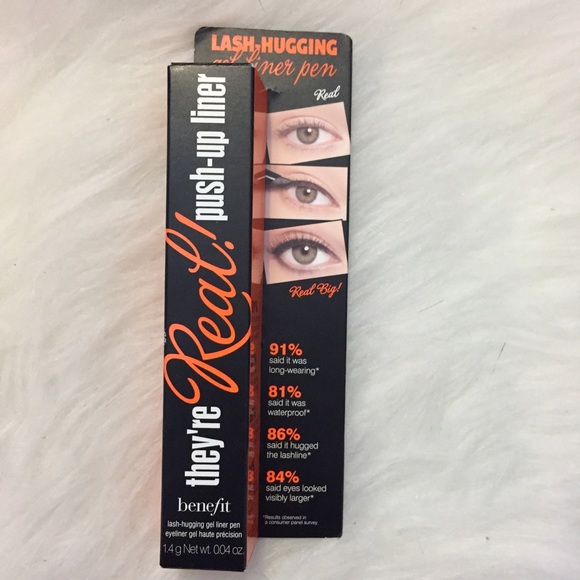 LASH-HUGGING
gel liner pen
Real
Real Big!
91%
said it was
long-wearing*
81%
said it was
waterproof*
86%
said it hugged
the lashline*
84%
said eyes looked
visibly larger*
*Results observed in
a consumer panel survey.
they're Real! push-up liner
benefit
lash-hugging gel liner pen
eyeliner gel haute précision
1.4 g Net wt. 0.04 oz.